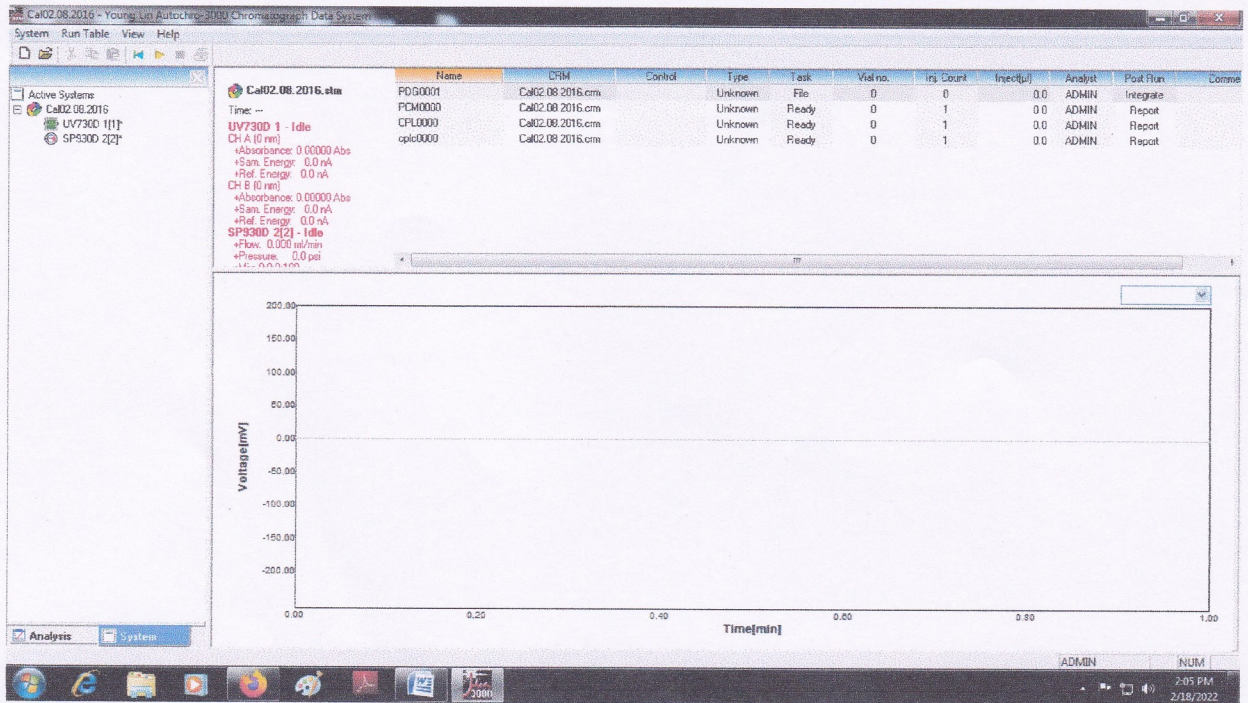 Cal02.08.2016 - Young Lin Autochro-3000 Chromatograph Data System
System Run Table View Help
Active Systems
Cal02.08.2016
UV730D 1[1]*
SP930D 2[2]*
Cal02.08.2016.stm
Time: --
UV730D 1 - Idle
CH A (0 nm)
+Absorbance: 0.00000 Abs
+Sam. Energy: 0.0 nA
+Ref. Energy: 0.0 nA
CH B (0 nm)
+Absorbance: 0.00000 Abs
+Sam. Energy: 0.0 nA
+Ref. Energy: 0.0 nA
SP930D 2[2] - Idle
+Flow: 0.000 ml/min
+Pressure: 0.0 psi
Name CRM Control Type Task Vial no. Inj. Count Inject(µl) Analyst Post Run Comme
PDG0001 Cal02.08.2016.crm Unknown File 0 0 0.0 ADMIN Integrate
PCM0000 Cal02.08.2016.crm Unknown Ready 0 1 0.0 ADMIN Report
CPL0000 Cal02.08.2016.crm Unknown Ready 0 1 0.0 ADMIN Report
cplc0000 Cal02.08.2016.crm Unknown Ready 0 1 0.0 ADMIN Report
200.00
150.00
100.00
50.00
0.00
-50.00
-100.00
-150.00
-200.00
Voltage[mV]
0.00 0.20 0.40 0.60 0.80 1.00
Time[min]
Analysis System
ADMIN NUM
3000
2:05 PM
2/18/2022